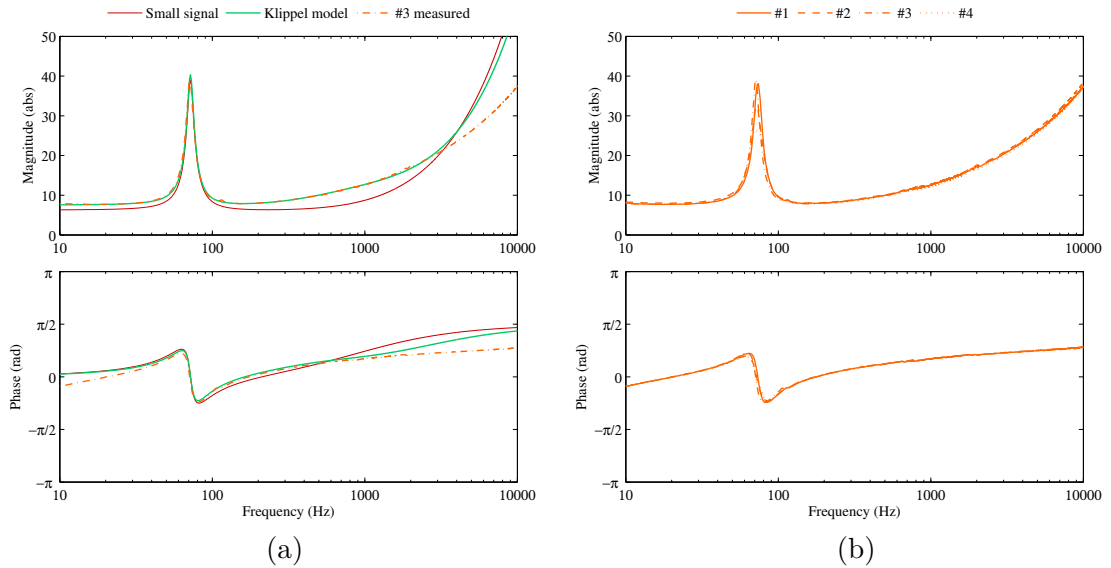 Small signal Klippel model #3 measured
50
40
30
20
10
0
Magnitude (abs)
10 100 1000 10000
π
π/2
0
−π/2
−π
Phase (rad)
10 100 1000 10000
Frequency (Hz)
(a)
#1 #2 #3 #4
50
40
30
20
10
0
Magnitude (abs)
10 100 1000 10000
π
π/2
0
−π/2
−π
Phase (rad)
10 100 1000 10000
Frequency (Hz)
(b)